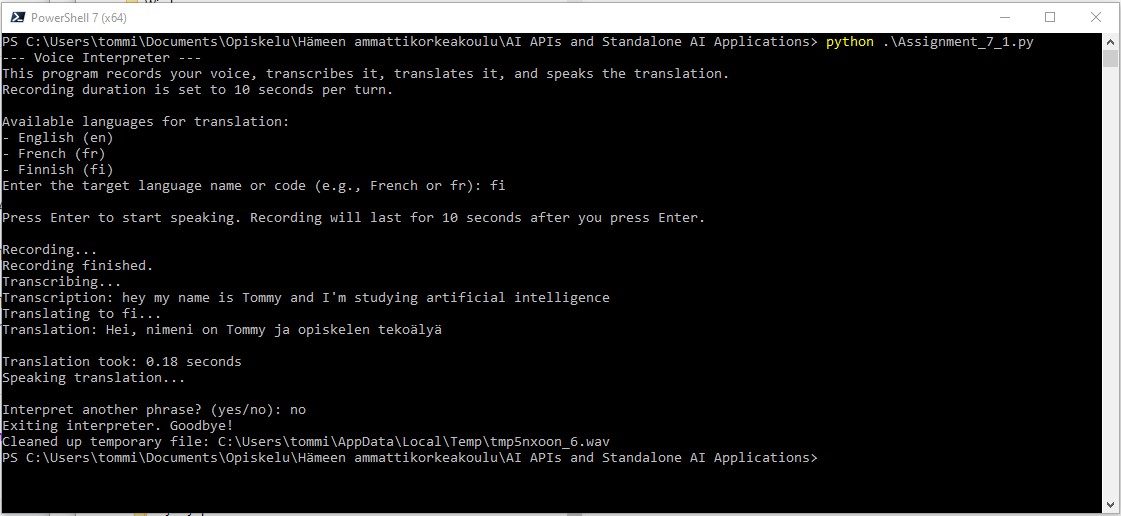 PowerShell 7 (x64)
PS C:\Users\tommi\Documents\Opiskelu\Hämeen ammattikorkeakoulu\AI APIs and Standalone AI Applications> python .\Assignment_7_1.py
--- Voice Interpreter ---
This program records your voice, transcribes it, translates it, and speaks the translation.
Recording duration is set to 10 seconds per turn.
Available languages for translation:
- English (en)
- French (fr)
- Finnish (fi)
Enter the target language name or code (e.g., French or fr): fi
Press Enter to start speaking. Recording will last for 10 seconds after you press Enter.
Recording...
Recording finished.
Transcribing...
Transcription: hey my name is Tommy and I'm studying artificial intelligence
Translating to fi...
Translation: Hei, nimeni on Tommy ja opiskelen tekoälyä
Translation took: 0.18 seconds
Speaking translation...
Interpret another phrase? (yes/no): no
Exiting interpreter. Goodbye!
Cleaned up temporary file: C:\Users\tommi\AppData\Local\Temp\tmp5nxoon_6.wav
PS C:\Users\tommi\Documents\Opiskelu\Hämeen ammattikorkeakoulu\AI APIs and Standalone AI Applications>